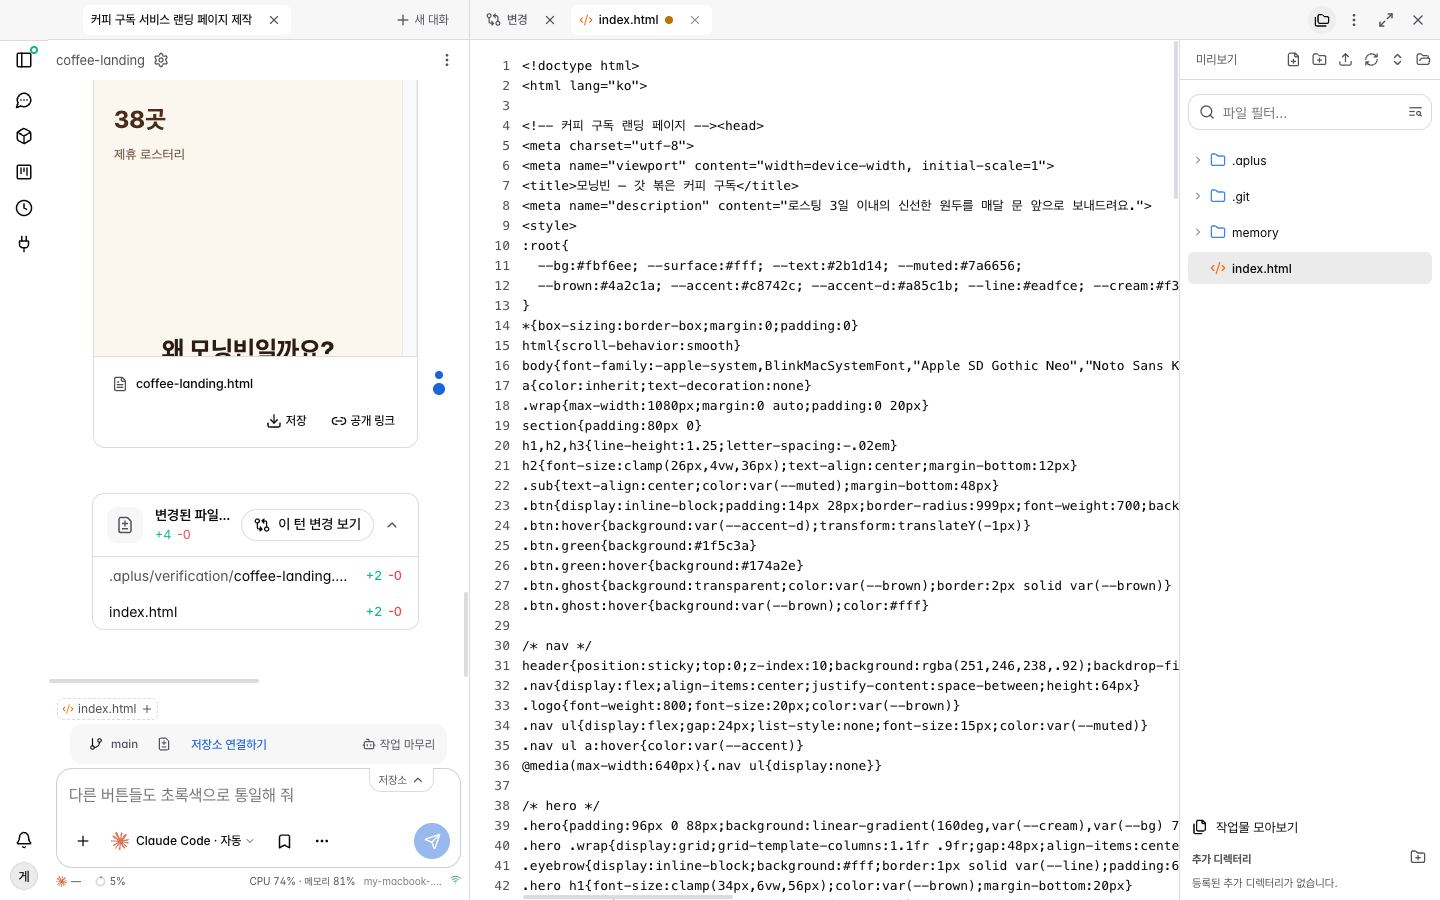 커피 구독 서비스 랜딩 페이지 제작
새 대화
변경
index.html
coffee-landing
38곳
제휴 로스터리
왜 모닝빈일까요?
coffee-landing.html
저장
공개 링크
변경된 파일...
+4 -0
이 턴 변경 보기
.aplus/verification/coffee-landing.... +2 -0
index.html +2 -0
index.html
main
저장소 연결하기
작업 마무리
저장소
다른 버튼들도 초록색으로 통일해 줘
Claude Code · 자동
게
—
5%
CPU 74% · 메모리 81%
my-macbook-....
1 <!doctype html>
2 <html lang="ko">
3
4 <!-- 커피 구독 랜딩 페이지 --><head>
5 <meta charset="utf-8">
6 <meta name="viewport" content="width=device-width, initial-scale=1">
7 <title>모닝빈 — 갓 볶은 커피 구독</title>
8 <meta name="description" content="로스팅 3일 이내의 신선한 원두를 매달 문 앞으로 보내드려요.">
9 <style>
10 :root{
11 --bg:#fbf6ee; --surface:#fff; --text:#2b1d14; --muted:#7a6656;
12 --brown:#4a2c1a; --accent:#c8742c; --accent-d:#a85c1b; --line:#eadfce; --cream:#f3
13 }
14 *{box-sizing:border-box;margin:0;padding:0}
15 html{scroll-behavior:smooth}
16 body{font-family:-apple-system,BlinkMacSystemFont,"Apple SD Gothic Neo","Noto Sans K
17 a{color:inherit;text-decoration:none}
18 .wrap{max-width:1080px;margin:0 auto;padding:0 20px}
19 section{padding:80px 0}
20 h1,h2,h3{line-height:1.25;letter-spacing:-.02em}
21 h2{font-size:clamp(26px,4vw,36px);text-align:center;margin-bottom:12px}
22 .sub{text-align:center;color:var(--muted);margin-bottom:48px}
23 .btn{display:inline-block;padding:14px 28px;border-radius:999px;font-weight:700;back
24 .btn:hover{background:var(--accent-d);transform:translateY(-1px)}
25 .btn.green{background:#1f5c3a}
26 .btn.green:hover{background:#174a2e}
27 .btn.ghost{background:transparent;color:var(--brown);border:2px solid var(--brown)}
28 .btn.ghost:hover{background:var(--brown);color:#fff}
29
30 /* nav */
31 header{position:sticky;top:0;z-index:10;background:rgba(251,246,238,.92);backdrop-fi
32 .nav{display:flex;align-items:center;justify-content:space-between;height:64px}
33 .logo{font-weight:800;font-size:20px;color:var(--brown)}
34 .nav ul{display:flex;gap:24px;list-style:none;font-size:15px;color:var(--muted)}
35 .nav ul a:hover{color:var(--accent)}
36 @media(max-width:640px){.nav ul{display:none}}
37
38 /* hero */
39 .hero{padding:96px 0 88px;background:linear-gradient(160deg,var(--cream),var(--bg) 7
40 .hero .wrap{display:grid;grid-template-columns:1.1fr .9fr;gap:48px;align-items:cente
41 .eyebrow{display:inline-block;background:#fff;border:1px solid var(--line);padding:6
42 .hero h1{font-size:clamp(34px,6vw,56px);color:var(--brown);margin-bottom:20px}
미리보기
파일 필터...
.aplus
.git
memory
index.html
작업물 모아보기
추가 디렉터리
등록된 추가 디렉터리가 없습니다.